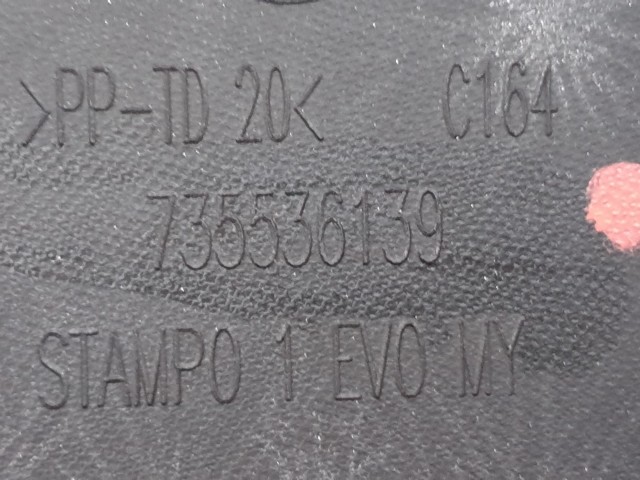 >PP-TD 20< C164
735536139
STAMPO 1 EVO MY